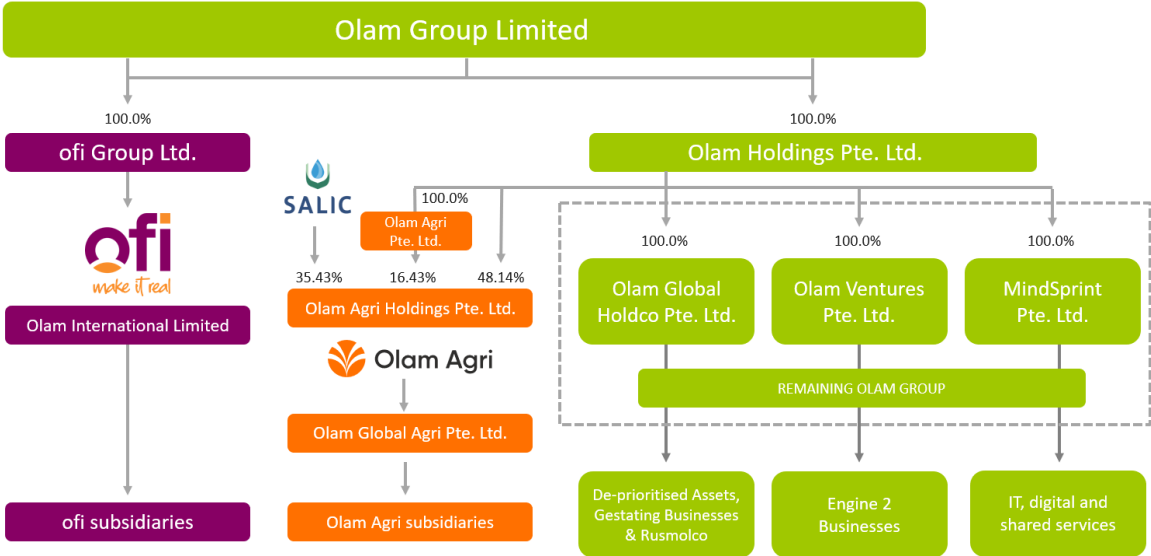 Olam Group Limited
100.0%
100.0%
ofi Group Ltd.
Olam Holdings Pte. Ltd.
SALIC
100.0%
Olam Agri
Pte. Ltd.
ofi
make it real
35.43%
16.43%
48.14%
100.0%
100.0%
100.0%
Olam Global
Holdco Pte. Ltd.
Olam Ventures
Pte. Ltd.
MindSprint
Pte. Ltd.
Olam International Limited
Olam Agri Holdings Pte. Ltd.
Olam Agri
REMAINING OLAM GROUP
Olam Global Agri Pte. Ltd.
ofi subsidiaries
Olam Agri subsidiaries
De-prioritised Assets,
Gestating Businesses
& Rusmolco
Engine 2
Businesses
IT, digital and
shared services